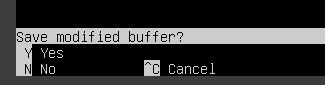 Save modified buffer?
Y Yes
N No ^C Cancel